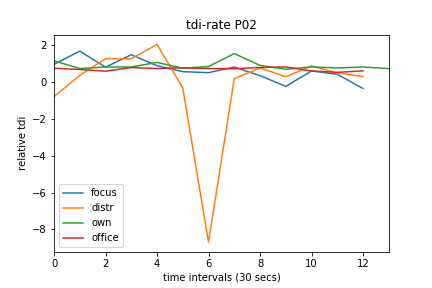 tdi-rate P02
relative tdi
2
0
−2
−4
−6
−8
focus
distr
own
office
0 2 4 6 8 10 12
time intervals (30 secs)